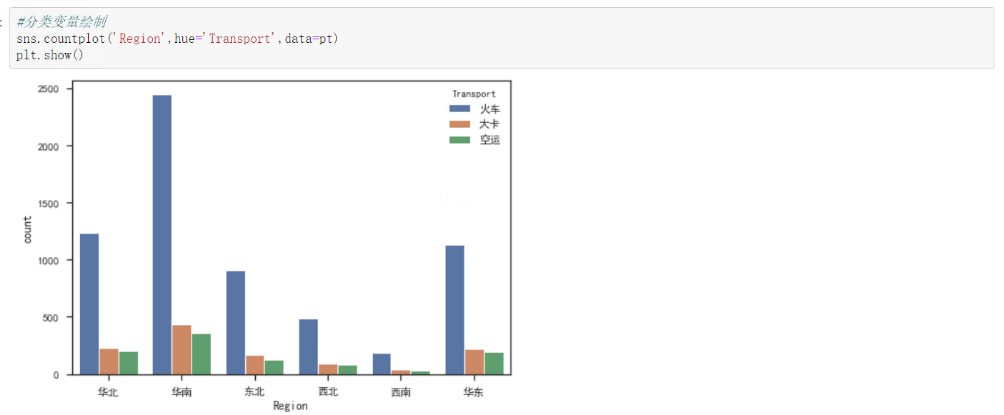 #分类变量绘制
sns.countplot('Region',hue='Transport',data=pt)
plt.show()
2500
2000
1500
1000
500
0
count
Transport
火车
大卡
空运
华北 华南 东北 西北 西南 华东
Region